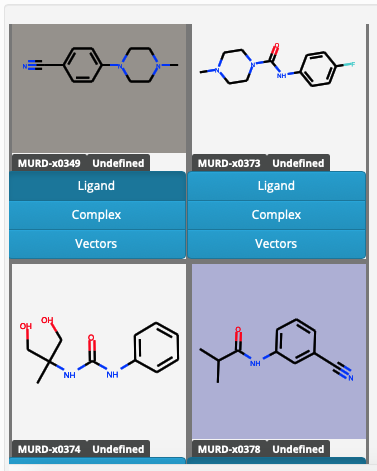 N
N
N
MURD-x0349 Undefined
N
N
O
NH
F
MURD-x0373 Undefined
Ligand
Complex
Vectors
Ligand
Complex
Vectors
OH
OH
O
NH
NH
MURD-x0374 Undefined
O
NH
N
MURD-x0378 Undefined